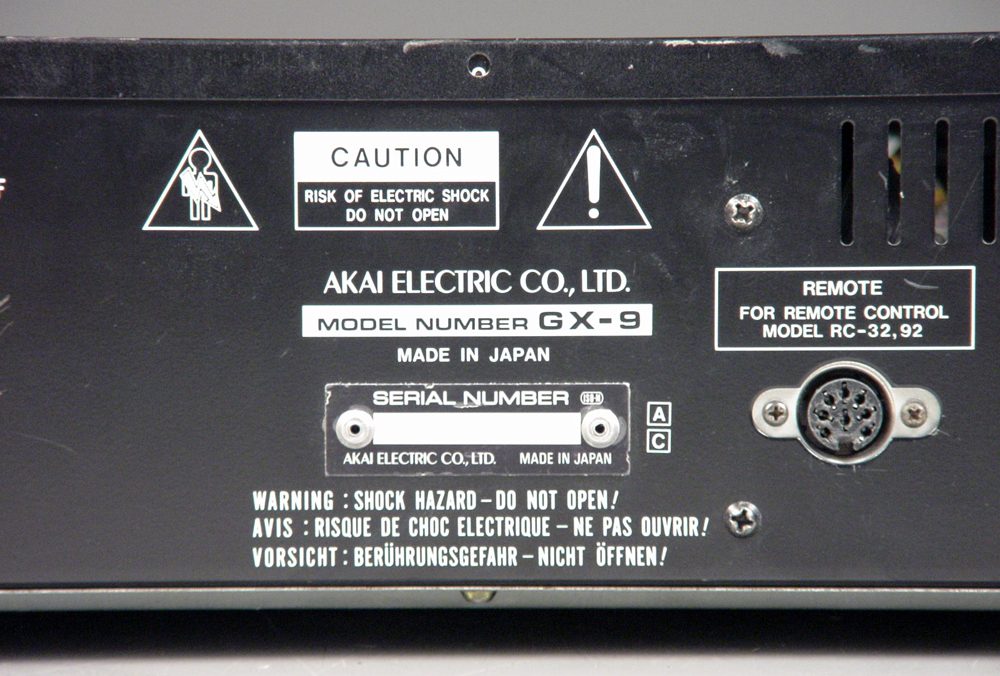 CAUTION
RISK OF ELECTRIC SHOCK
DO NOT OPEN
AKAI ELECTRIC CO., LTD.
MODEL NUMBER GX-9
MADE IN JAPAN
REMOTE
FOR REMOTE CONTROL
MODEL RC-32,92
SERIAL NUMBER
A
C
AKAI ELECTRIC CO., LTD. MADE IN JAPAN
WARNING : SHOCK HAZARD – DO NOT OPEN!
AVIS : RISQUE DE CHOC ELECTRIQUE – NE PAS OUVRIR!
VORSICHT : BERÜHRUNGSGEFAHR – NICHT ÖFFNEN!